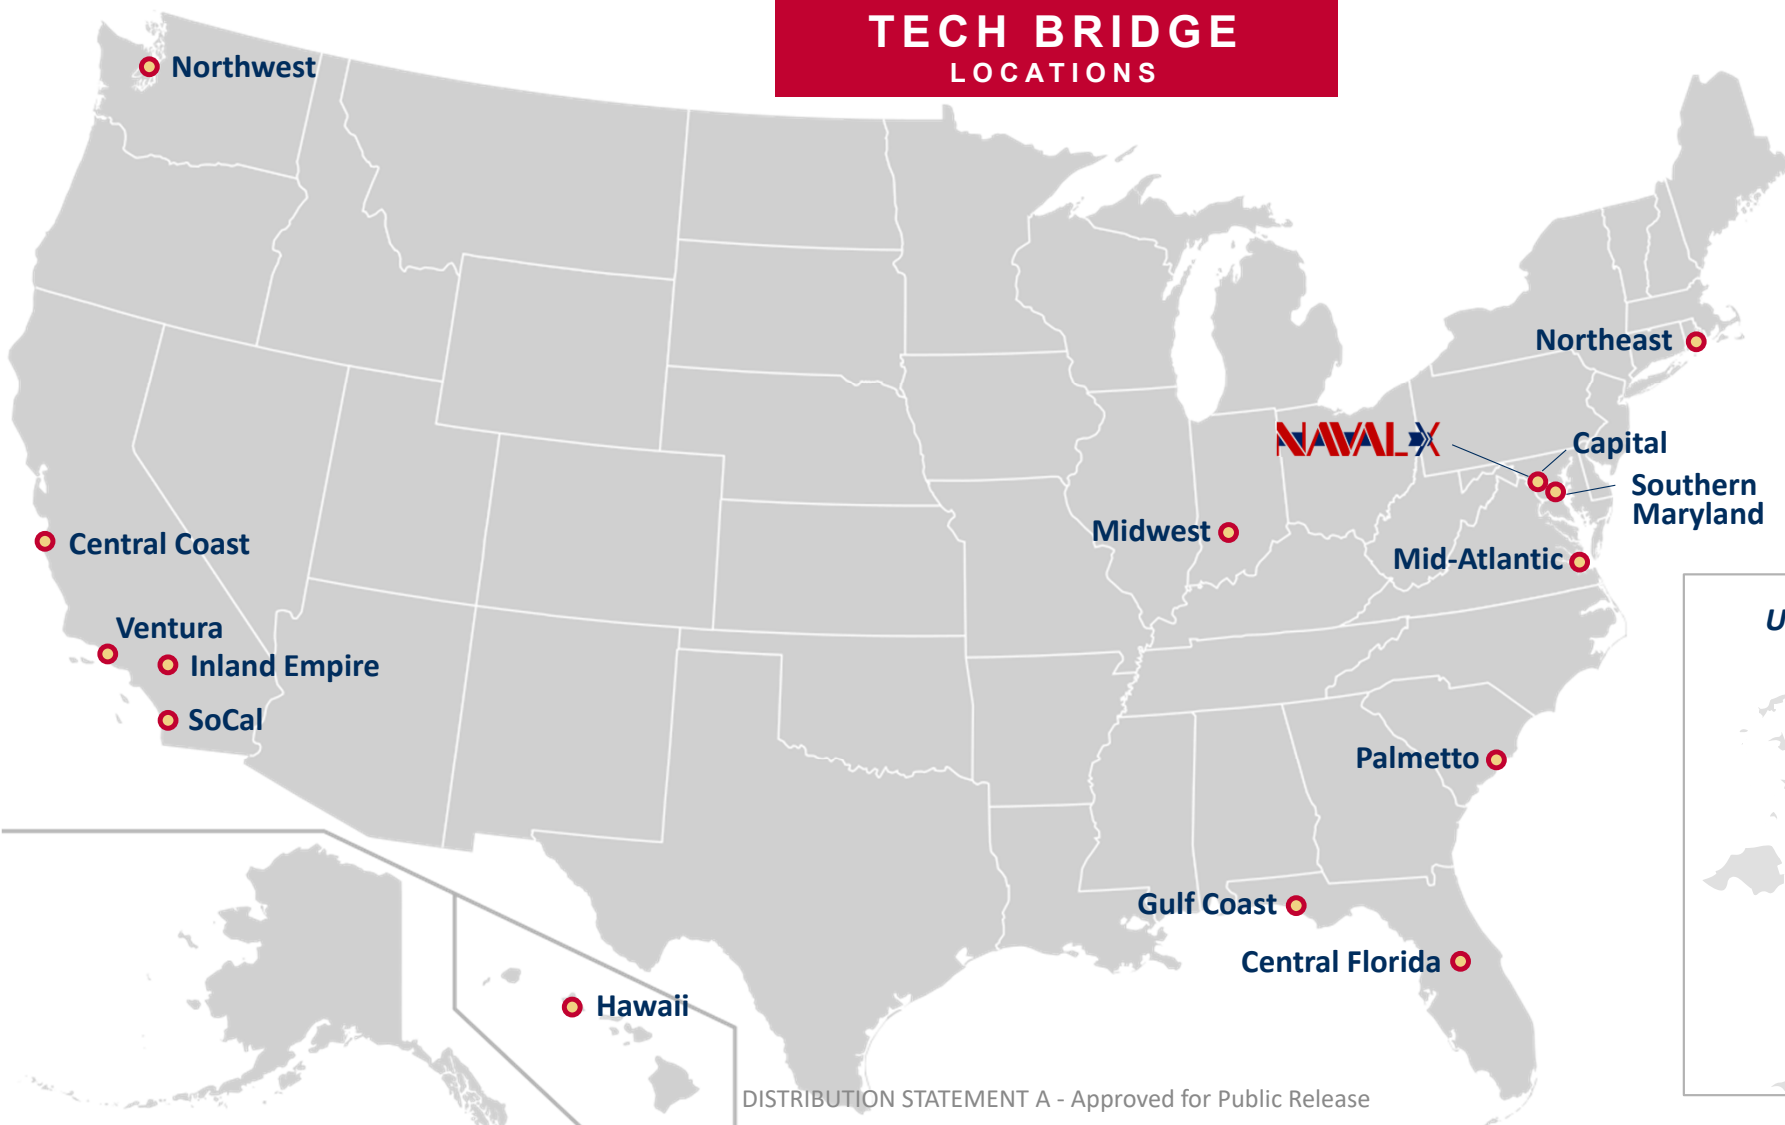 TECH BRIDGE
LOCATIONS
Northwest
Northeast
NAVALX
Capital
Southern
Maryland
Midwest
Central Coast
Mid-Atlantic
U
Ventura
Inland Empire
SoCal
Palmetto
Gulf Coast
Central Florida
Hawaii
DISTRIBUTION STATEMENT A - Approved for Public Release